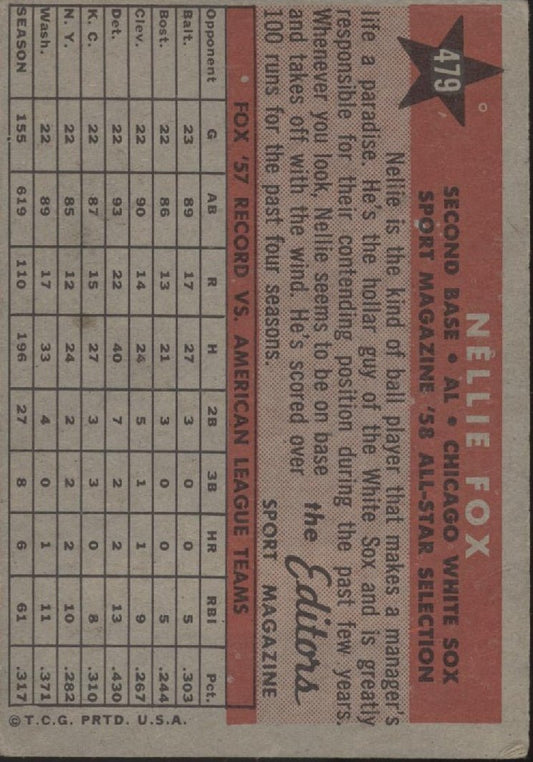 479
NELLIE FOX
SECOND BASE • AL • CHICAGO WHITE SOX
SPORT MAGAZINE '58 ALL-STAR SELECTION
Nellie is the kind of ball player that makes a manager's
life a paradise. He's the hollar guy of the White Sox and is greatly
responsible for their contending position during the past few years.
Whenever you look, Nellie seems to be on base
and takes off with the wind. He's scored over
100 runs for the past four seasons.
the Editors
SPORT MAGAZINE
FOX '57 RECORD VS. AMERICAN LEAGUE TEAMS
Opponent G AB R H 2B 3B HR RBI Pct.
Balt. 23 89 17 27 3 0 0 5 .303
Bost. 22 86 13 21 3 0 0 5 .244
Clev. 22 90 14 24 5 1 1 9 .267
Det. 22 93 22 40 7 2 2 13 .430
K. C. 22 87 15 27 3 3 0 8 .310
N. Y. 22 85 12 24 2 2 2 10 .282
Wash. 22 89 17 33 4 0 1 11 .371
SEASON 155 619 110 196 27 8 6 61 .317
© T.C.G. PRTD. U.S.A.